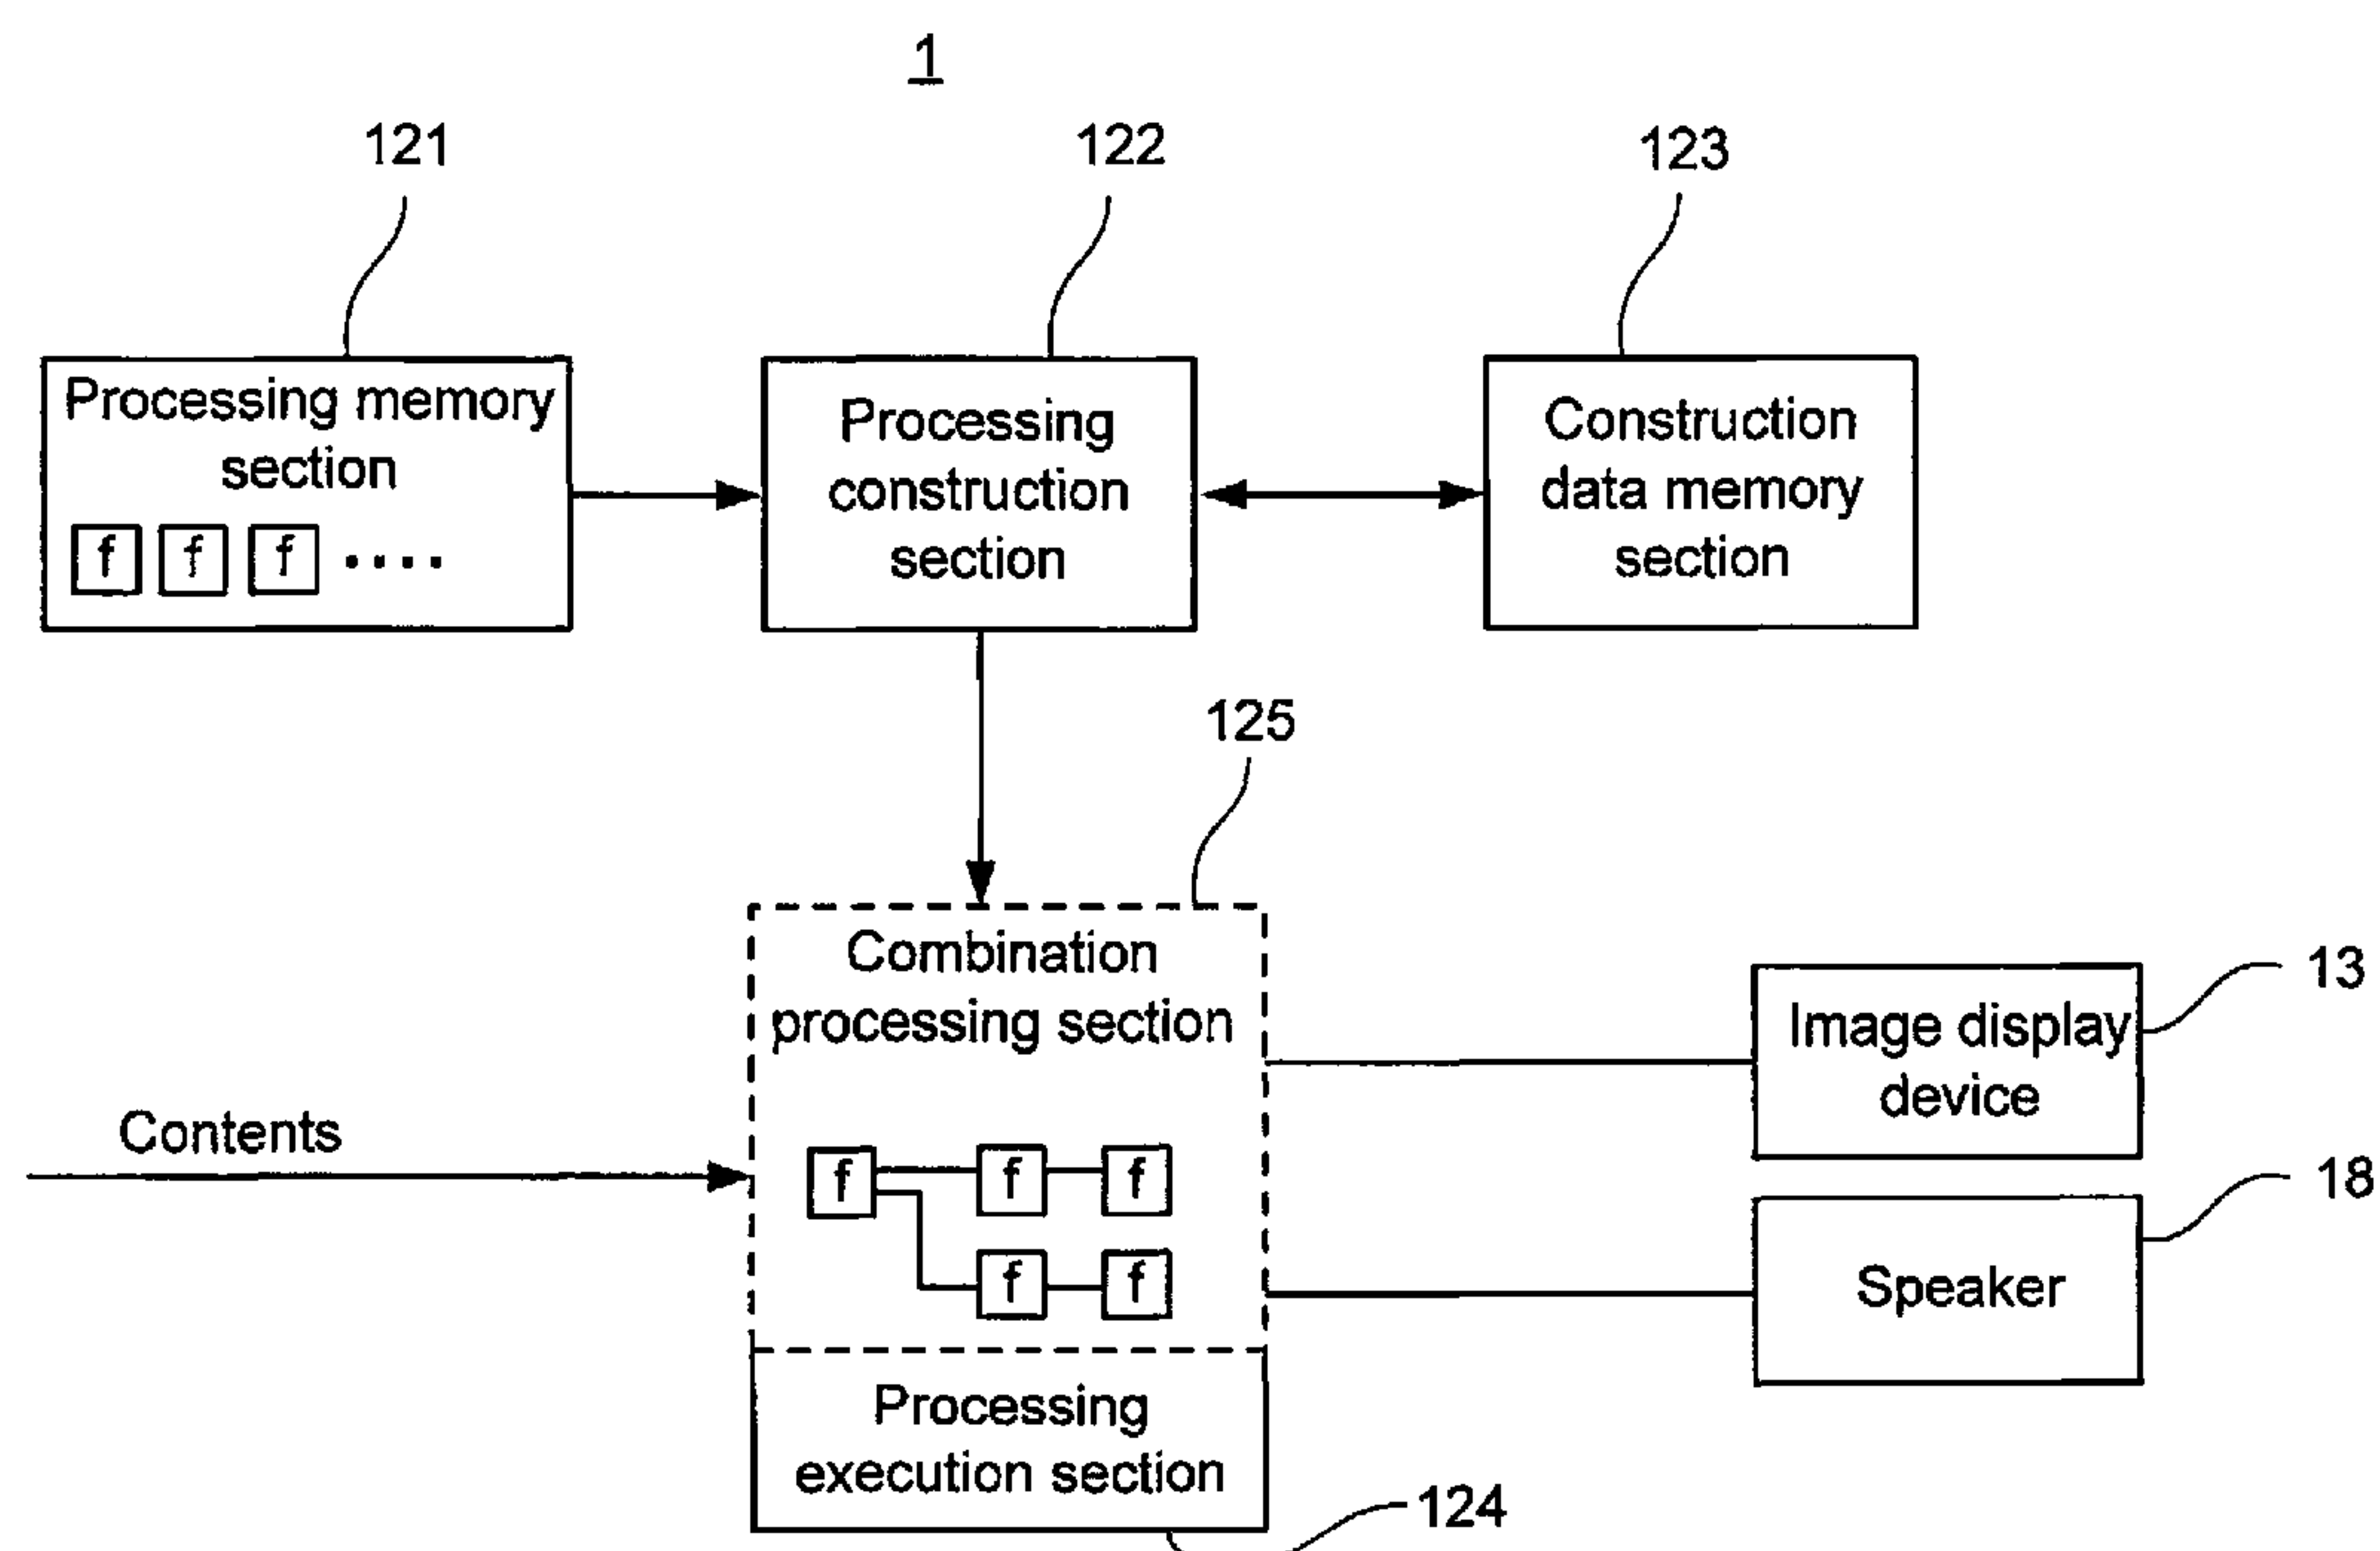 1
121
122
123
Processing memory
section
f f f ....
Processing
construction
section
Construction
data memory
section
125
Combination
processing section
13
Image display
device
Contents
f f f
18
f f
Speaker
Processing
execution section
124